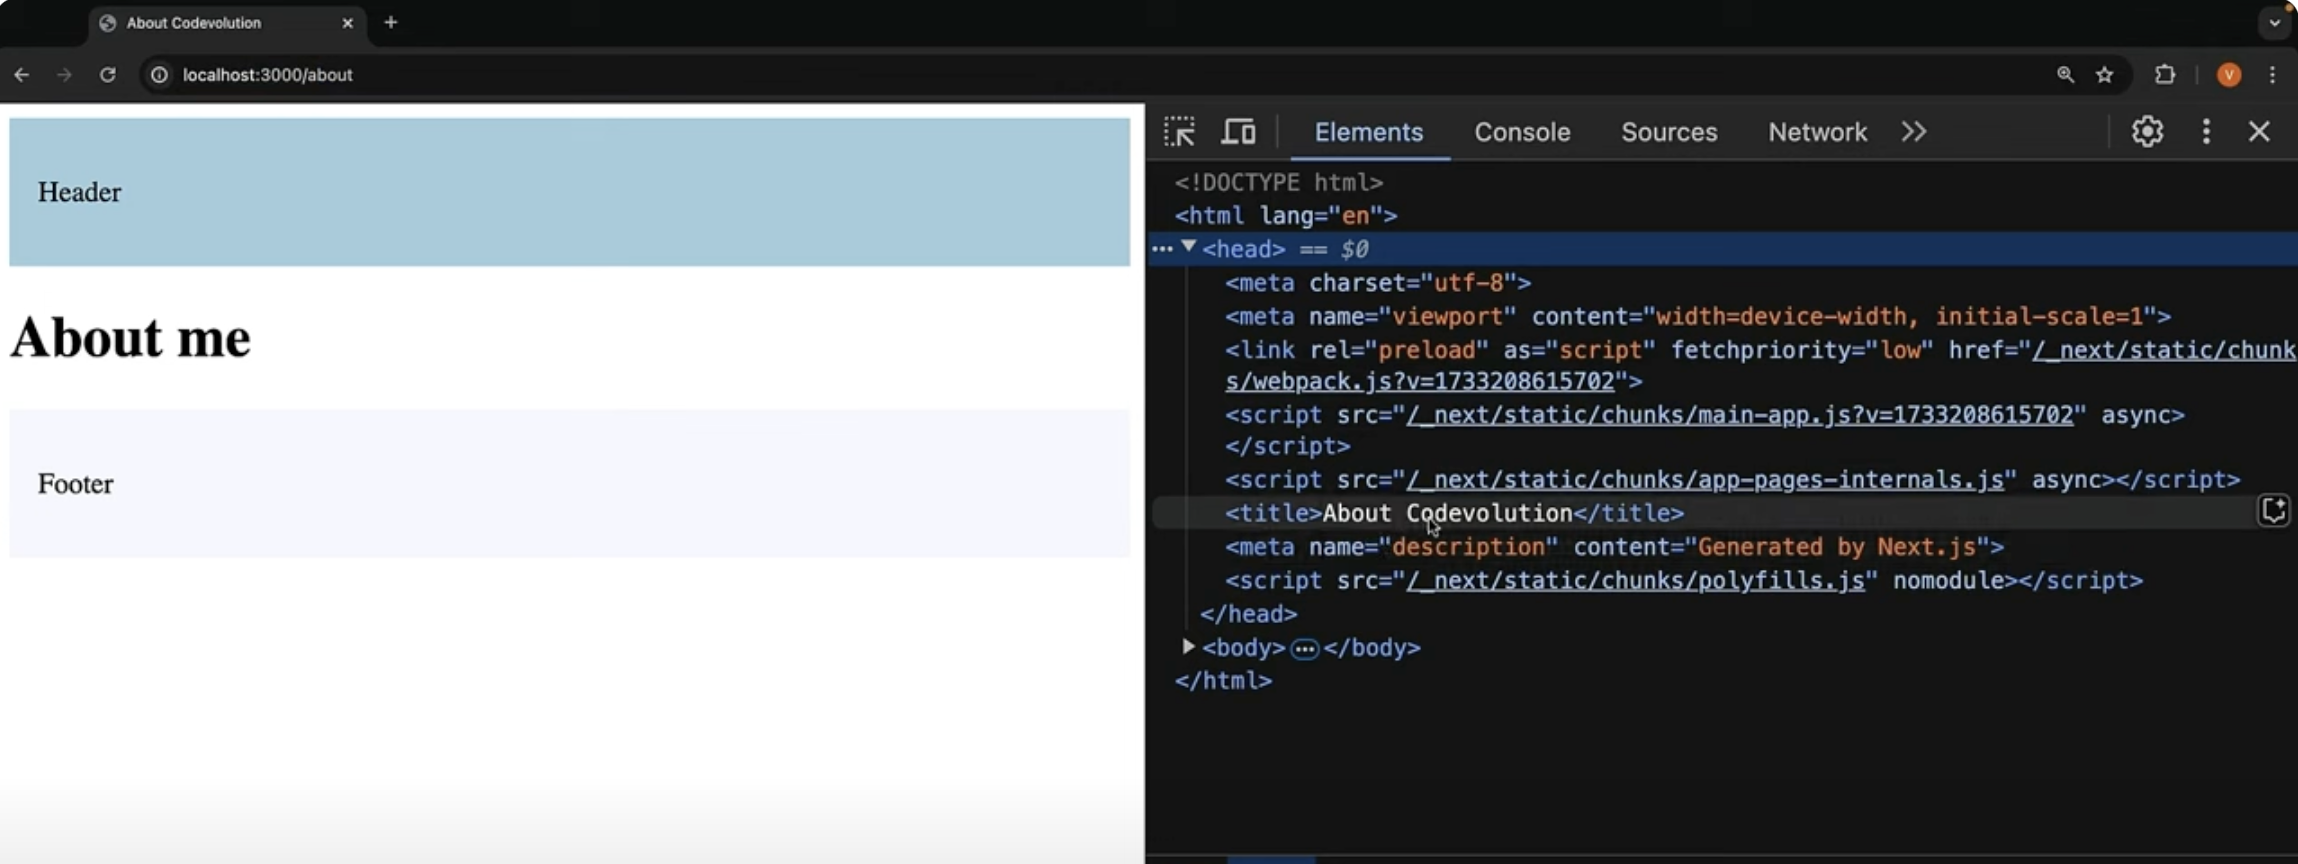 About Codevolution
localhost:3000/about
V
Header
About me
Footer
Elements Console Sources Network
<!DOCTYPE html>
<html lang="en">
<head> == $0
<meta charset="utf-8">
<meta name="viewport" content="width=device-width, initial-scale=1">
<link rel="preload" as="script" fetchpriority="low" href="/_next/static/chunk
s/webpack.js?v=1733208615702">
<script src="/_next/static/chunks/main-app.js?v=1733208615702" async>
</script>
<script src="/_next/static/chunks/app-pages-internals.js" async></script>
<title>About Codevolution</title>
<meta name="description" content="Generated by Next.js">
<script src="/_next/static/chunks/polyfills.js" nomodule></script>
</head>
<body>…</body>
</html>